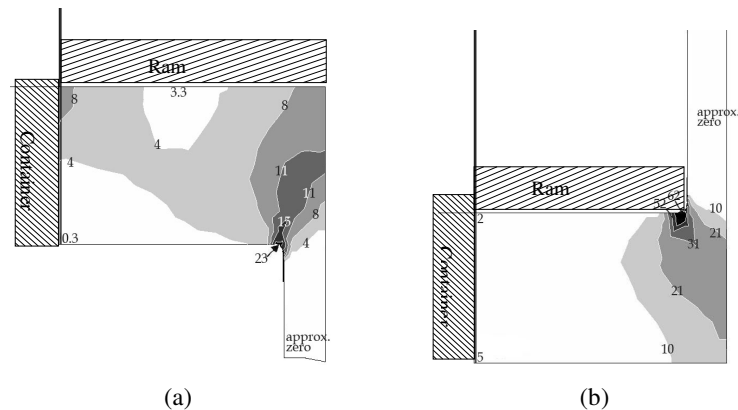 Ram
3.3
8
8
Container
4
4
11
11
15
8
0.3
4
23
approx.
zero
(a)
approx.
zero
Ram
62
52
10
2
21
31
Container
21
10
5
(b)